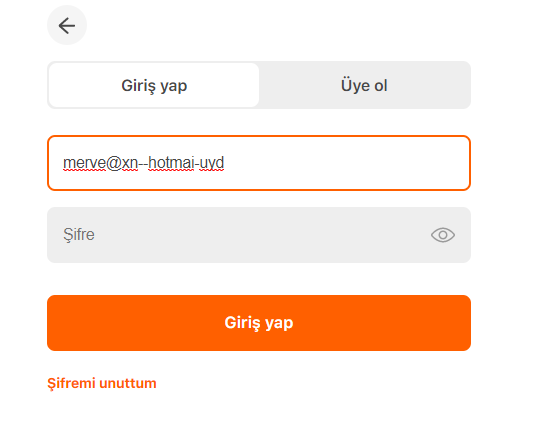 Giriş yap
Üye ol
merve@xn--hotmai-uyd
Şifre
Giriş yap
Şifremi unuttum